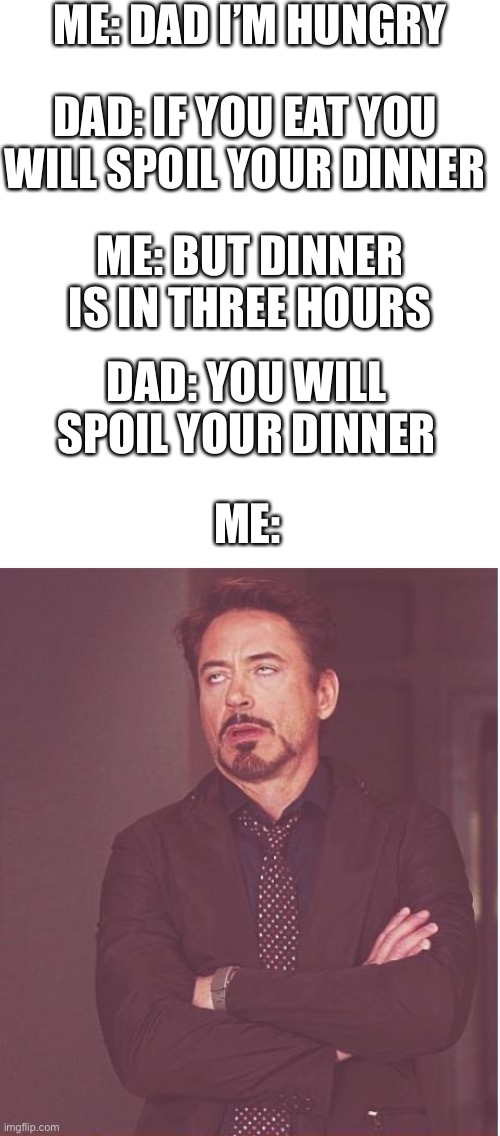 ME: DAD I’M HUNGRY
DAD: IF YOU EAT YOU
WILL SPOIL YOUR DINNER
ME: BUT DINNER
IS IN THREE HOURS
DAD: YOU WILL
SPOIL YOUR DINNER
ME:
imgflip.com